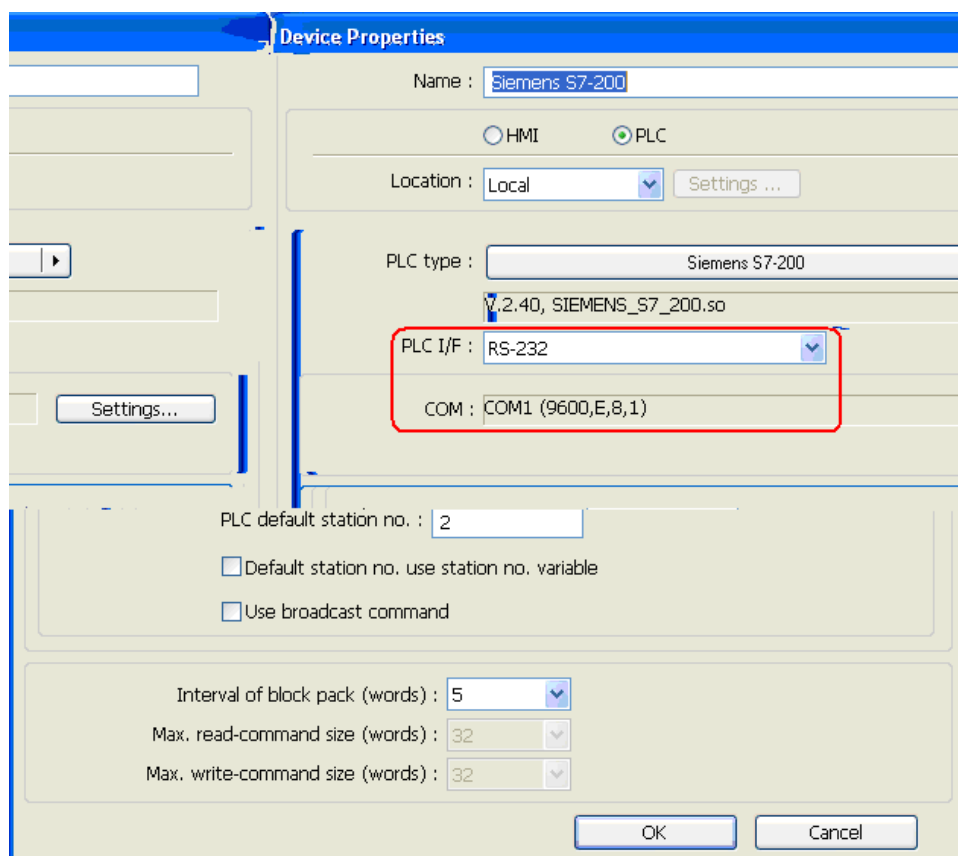 Device Properties
Name : Siemens S7-200
HMI PLC
Location : Local Settings ...
PLC type : Siemens S7-200
V.2.40, SIEMENS_S7_200.so
PLC I/F : RS-232
Settings... COM : COM1 (9600,E,8,1)
PLC default station no. : 2
Default station no. use station no. variable
Use broadcast command
Interval of block pack (words) : 5
Max. read-command size (words) : 32
Max. write-command size (words) : 32
OK Cancel